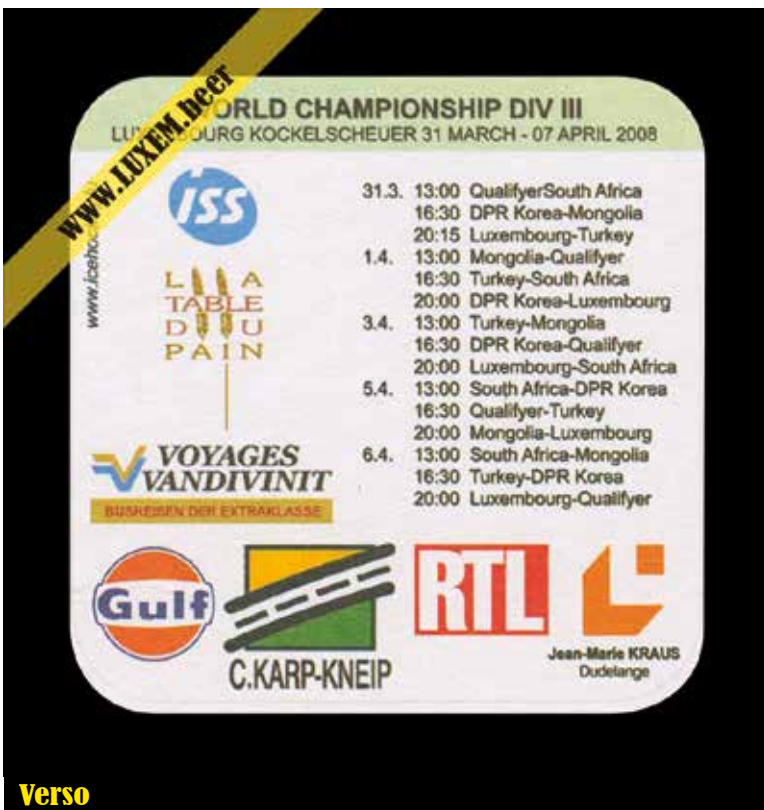 WWW.LUXEM.beer
WORLD CHAMPIONSHIP DIV III
LUXEMBOURG KOCKELSCHEUER 31 MARCH - 07 APRIL 2008
iss
LA
TABLE
DU
PAIN
VOYAGES
VANDIVINIT
BUSREISEN DER EXTRAKLASSE
31.3. 13:00 QualifyerSouth Africa
16:30 DPR Korea-Mongolia
20:15 Luxembourg-Turkey
1.4. 13:00 Mongolia-Qualifyer
16:30 Turkey-South Africa
20:00 DPR Korea-Luxembourg
3.4. 13:00 Turkey-Mongolia
16:30 DPR Korea-Qualifyer
20:00 Luxembourg-South Africa
5.4. 13:00 South Africa-DPR Korea
16:30 Qualifyer-Turkey
20:00 Mongolia-Luxembourg
6.4. 13:00 South Africa-Mongolia
16:30 Turkey-DPR Korea
20:00 Luxembourg-Qualifyer
Gulf
C.KARP-KNEIP
RTL
Jean-Marie KRAUS
Dudelange
Verso